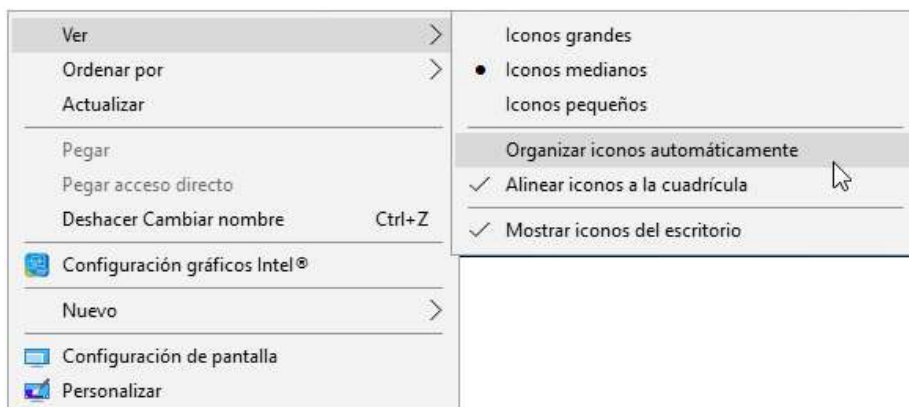 Ver
Ordenar por
Actualizar
Pegar
Pegar acceso directo
Deshacer Cambiar nombre Ctrl+Z
Configuración gráficos Intel®
Nuevo
Configuración de pantalla
Personalizar
Iconos grandes
Iconos medianos
Iconos pequeños
Organizar iconos automáticamente
Alinear iconos a la cuadrícula
Mostrar iconos del escritorio